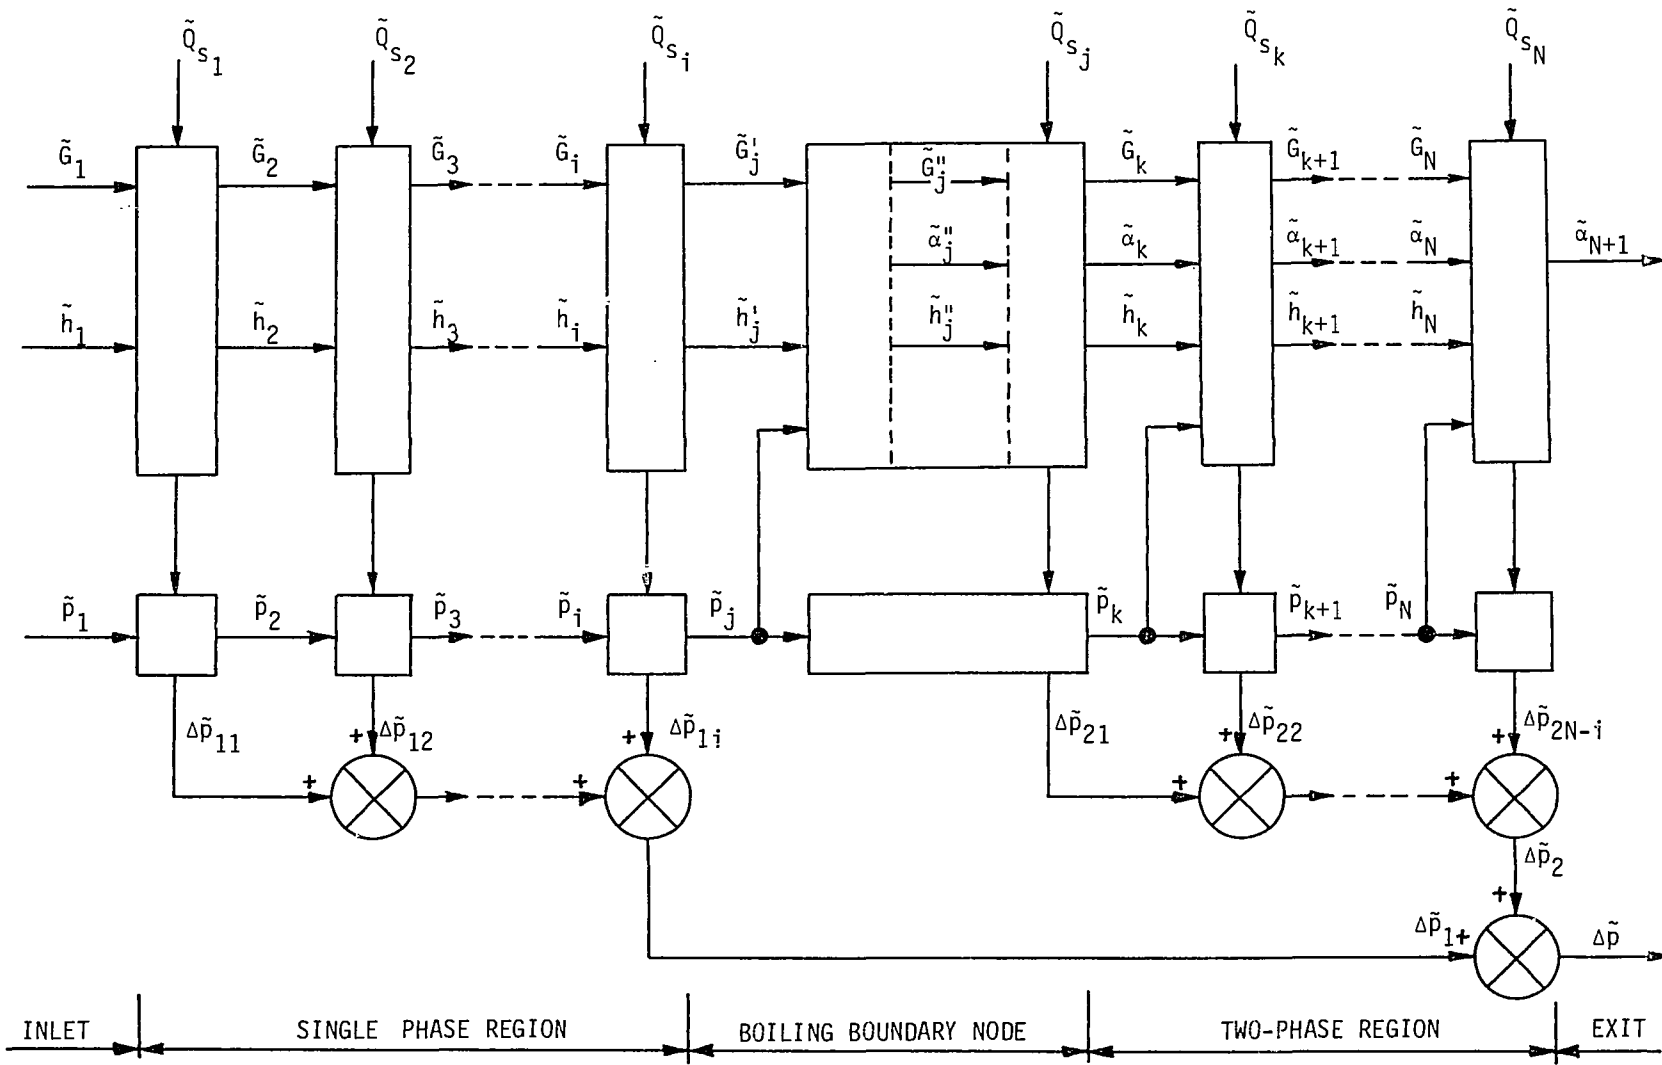 Q̃s1 Q̃s2 Q̃si Q̃sj Q̃sk Q̃sN
G̃1 G̃2 G̃3 G̃i G̃'j G̃"j G̃k G̃k+1 G̃N
α̃"j α̃k α̃k+1 α̃N α̃N+1
h̃1 h̃2 h̃3 h̃i h̃'j h̃"j h̃k h̃k+1 h̃N
p̃1 p̃2 p̃3 p̃i p̃j p̃k p̃k+1 p̃N
Δp̃11 + Δp̃12 + Δp̃1i Δp̃21 + Δp̃22 + Δp̃2N-i
+ + + +
Δp̃2
+
Δp̃1 + Δp̃
INLET SINGLE PHASE REGION BOILING BOUNDARY NODE TWO-PHASE REGION EXIT